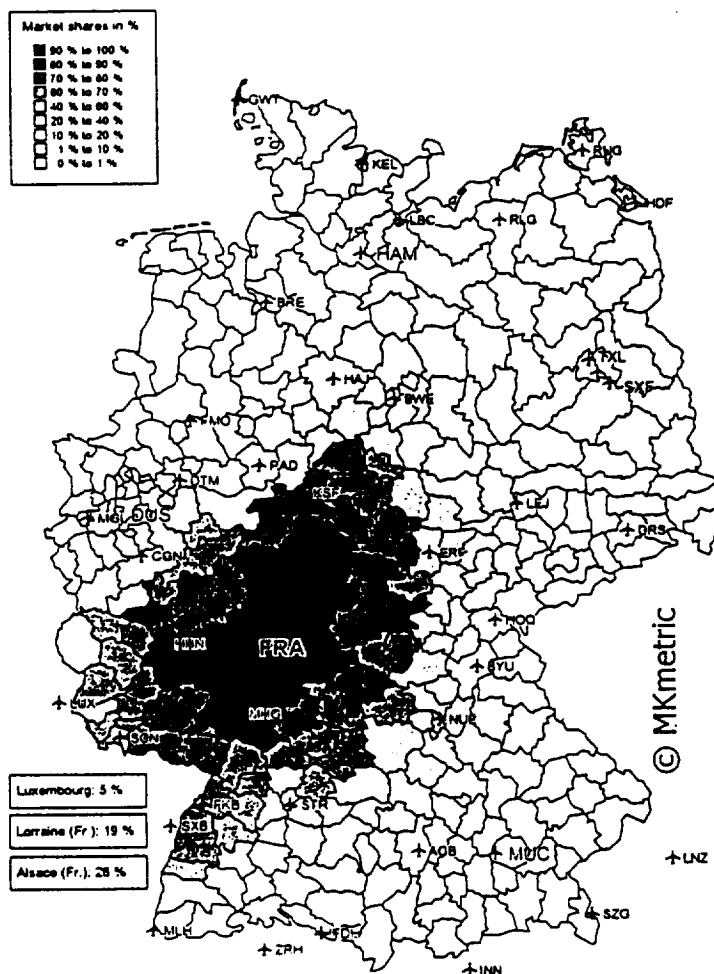 Market shares in %
90 % to 100 %
80 % to 90 %
70 % to 80 %
60 % to 70 %
40 % to 60 %
20 % to 40 %
10 % to 20 %
1 % to 10 %
0 % to 1 %
GWT
KEL
HDF
LBC
RLG
HAM
BRE
TXL
SXF
HAJ
BWE
FMO
PAD
DTM
KSF
LEJ
MGL
DUS
DRS
CGN
ERF
HOQ
HHN
FRA
BYU
LUX
MHG
NUE
SCN
© MKmetric
Luxembourg: 5 %
FKB
STR
Lorraine (Fr.): 19 %
SXB
Alsace (Fr.): 28 %
AGB
MUC
LNZ
SZG
MLH
FDH
ZRH
INN